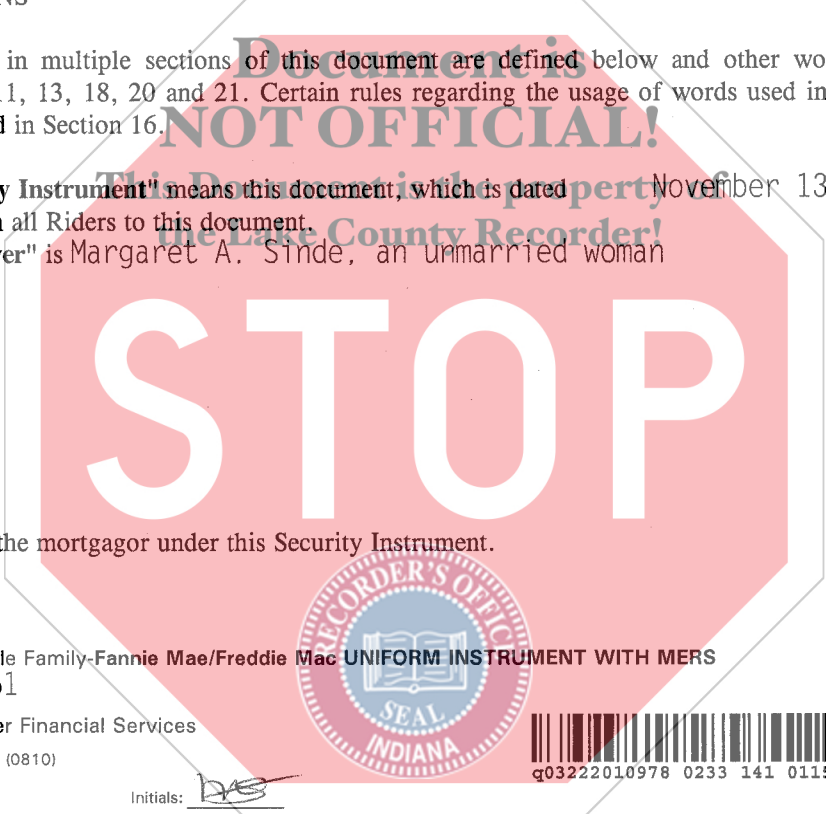 NS
Document is
in multiple sections of this document are defined below and other wo
11, 13, 18, 20 and 21. Certain rules regarding the usage of words used in
d in Section 16.
NOT OFFICIAL!
This Document is the property of
y Instrument" means this document, which is dated November 13
n all Riders to this document.
the Lake County Recorder!
er" is Margaret A. Sinde, an unmarried woman
STOP
the mortgagor under this Security Instrument.
RECORDER'S OFFIC
SEAL
INDIANA
le Family-Fannie Mae/Freddie Mac UNIFORM INSTRUMENT WITH MERS
61
er Financial Services
(0810)
q03222010978 0233 141 0115
Initials: